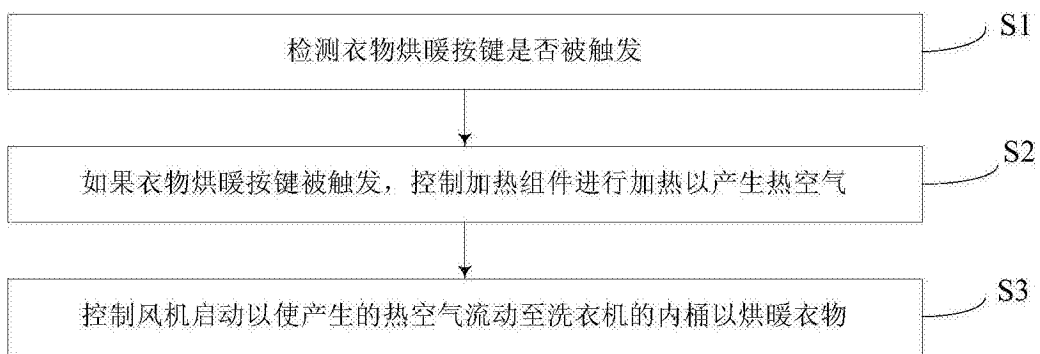 检测衣物烘暖按键是否被触发
S1
如果衣物烘暖按键被触发，控制加热组件进行加热以产生热空气
S2
控制风机启动以使产生的热空气流动至洗衣机的内桶以烘暖衣物
S3